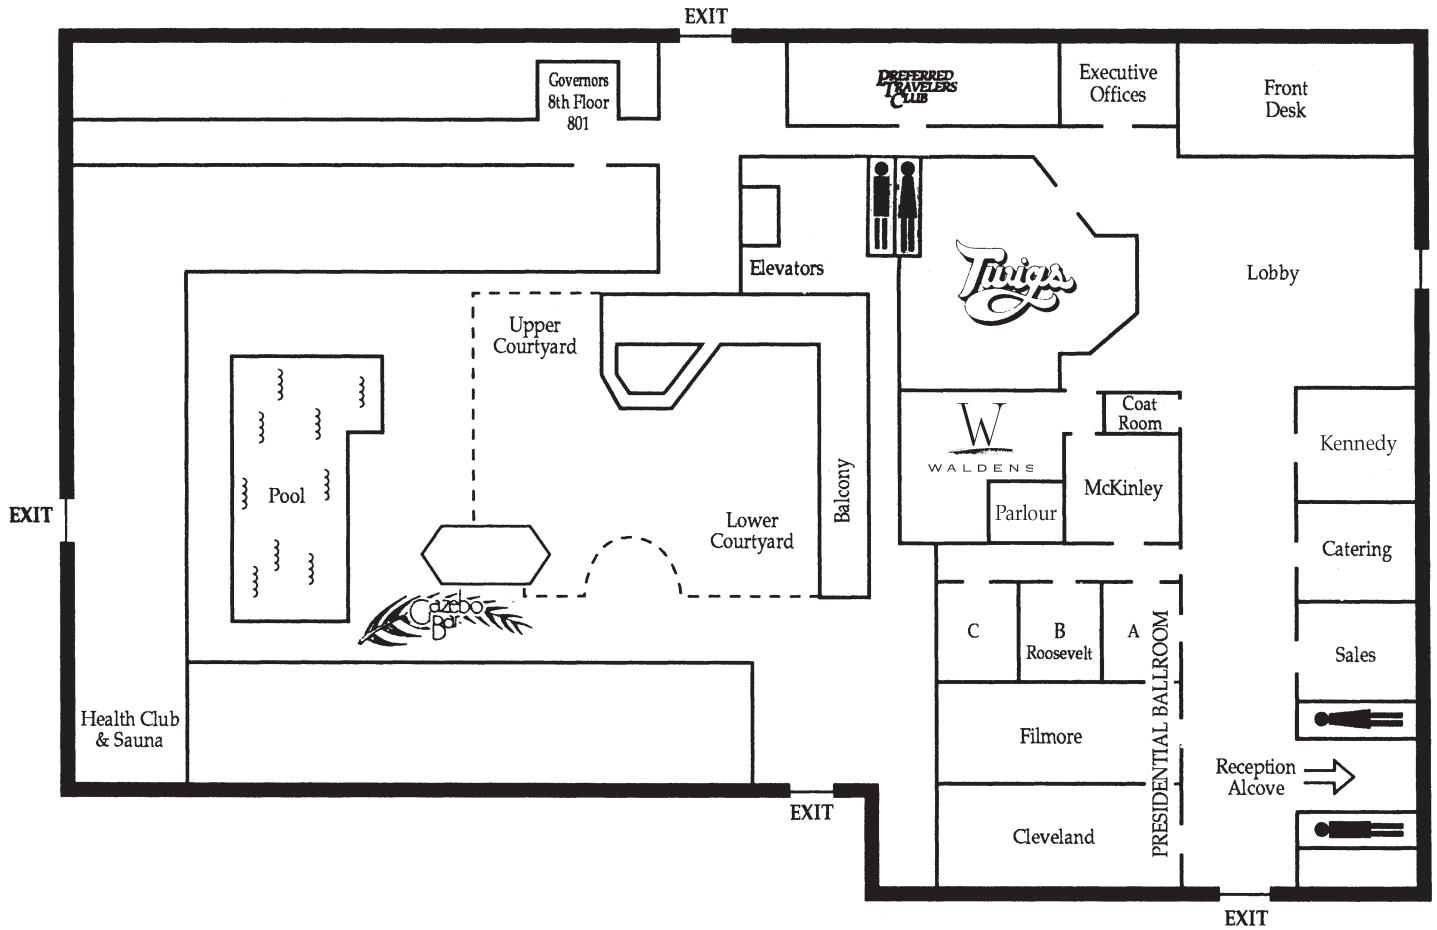 EXIT
Governors
8th Floor
801
PREFERRED
TRAVELERS
CLUB
Executive
Offices
Front
Desk
Elevators
Twigs
Lobby
Upper
Courtyard
Coat
Room
W
WALDENS
Kennedy
McKinley
Balcony
Pool
Parlour
EXIT
Lower
Courtyard
Catering
Gazebo
Bar
C
B
Roosevelt
A
PRESIDENTIAL BALLROOM
Sales
Health Club
& Sauna
Filmore
Reception
Alcove
EXIT
Cleveland
EXIT